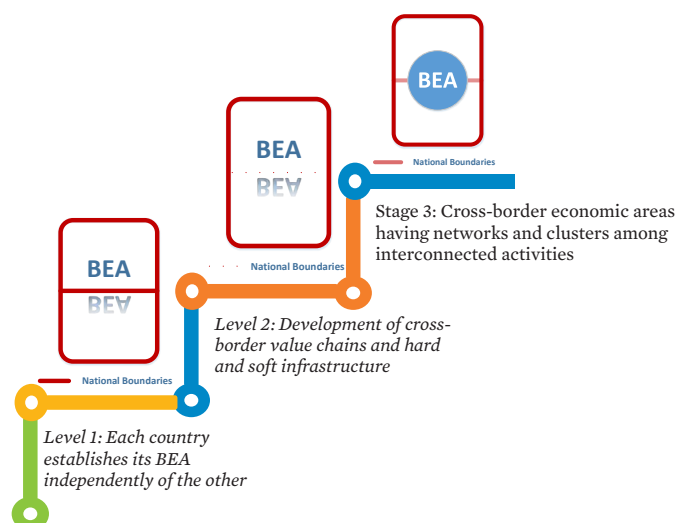 BEA
National Boundaries
BEA
BEA
Stage 3: Cross-border economic areas
having networks and clusters among
interconnected activities
National Boundaries
Level 2: Development of cross-
border value chains and hard
and soft infrastructure
BEA
BEA
National Boundaries
Level 1: Each country
establishes its BEA
independently of the other